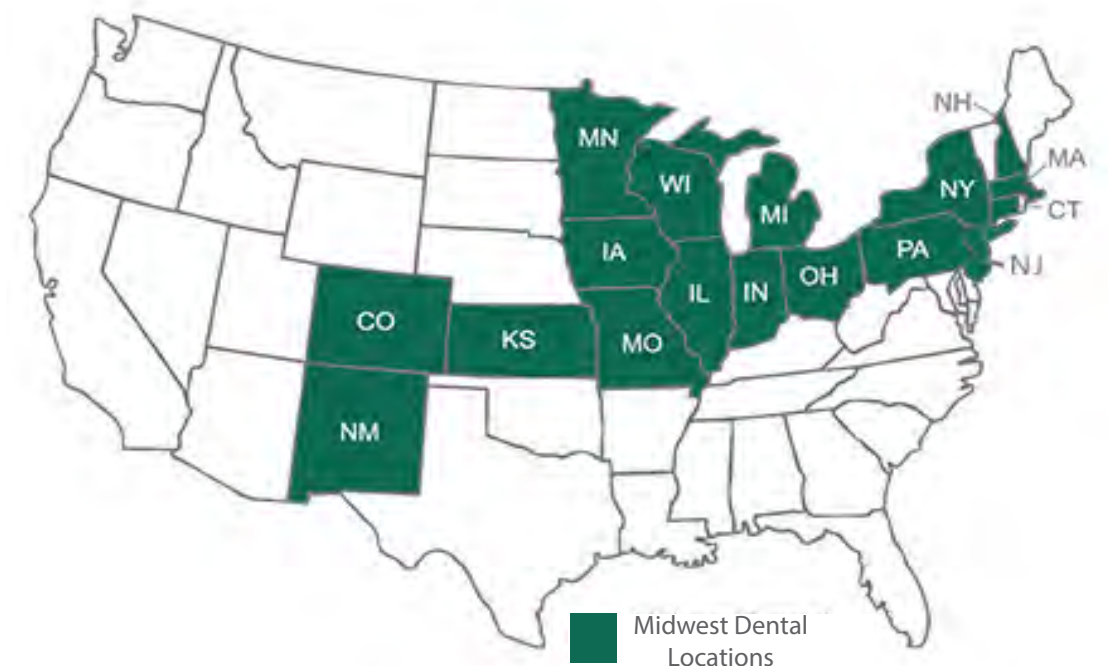 NH
MN
MA
WI
NY
MI
CT
IA
PA
NJ
OH
IL
IN
CO
KS
MO
NM
Midwest Dental
Locations